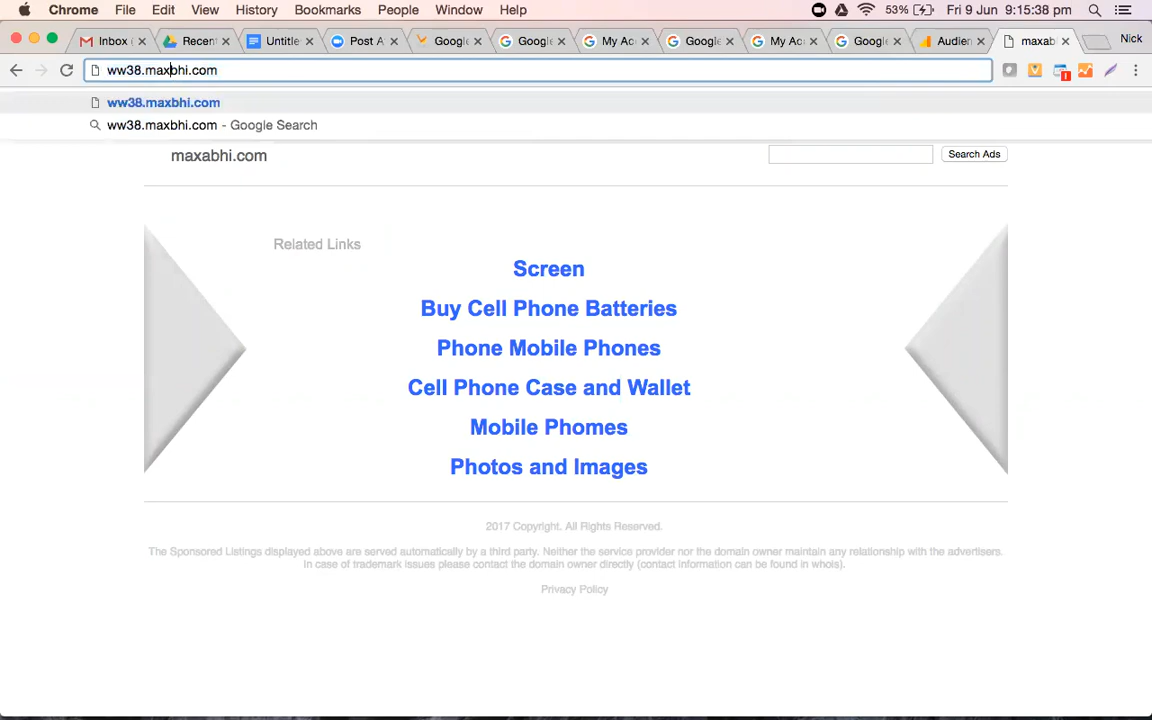 Chrome File Edit View History Bookmarks People Window Help 53% Fri 9 Jun 9:15:38 pm
Inbox ( Recent Untitle Post A Google My Ac Google My Ac Google Audien maxab Nick
ww38.maxbhi.com
ww38.maxbhi.com
ww38.maxbhi.com - Google Search
maxabhi.com Search Ads
Related Links
Screen
Buy Cell Phone Batteries
Phone Mobile Phones
Cell Phone Case and Wallet
Mobile Phomes
Photos and Images
2017 Copyright. All Rights Reserved.
The Sponsored Listings displayed above are served automatically by a third party. Neither the service provider nor the domain owner maintain any relationship with the advertisers.
In case of trademark issues please contact the domain owner directly (contact information can be found in whois).
Privacy Policy